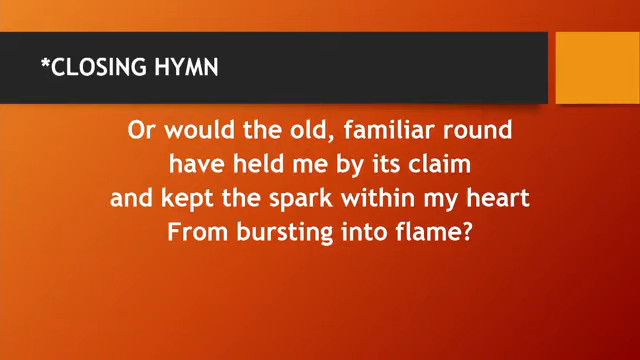 *CLOSING HYMN
Or would the old, familiar round
have held me by its claim
and kept the spark within my heart
From bursting into flame?